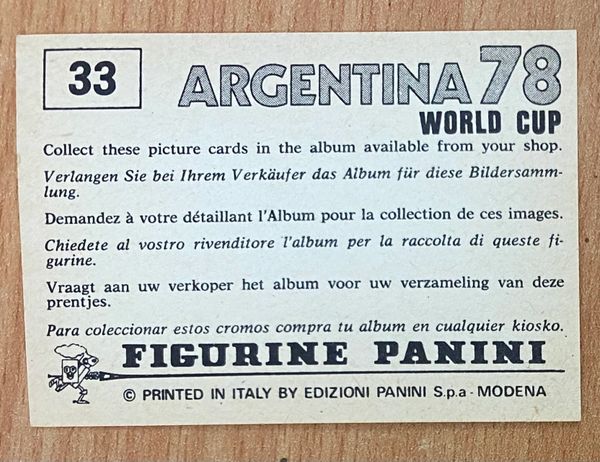 33
ARGENTINA 78
WORLD CUP
Collect these picture cards in the album available from your shop.
Verlangen Sie bei Ihrem Verkäufer das Album für diese Bildersamm-
lung.
Demandez à votre détaillant l'Album pour la collection de ces images.
Chiedete al vostro rivenditore l'album per la raccolta di queste fi-
gurine.
Vraagt aan uw verkoper het album voor uw verzameling van deze
prentjes.
Para coleccionar estos cromos compra tu album en cualquier kiosko.
FIGURINE PANINI
© PRINTED IN ITALY BY EDIZIONI PANINI S.p.a - MODENA